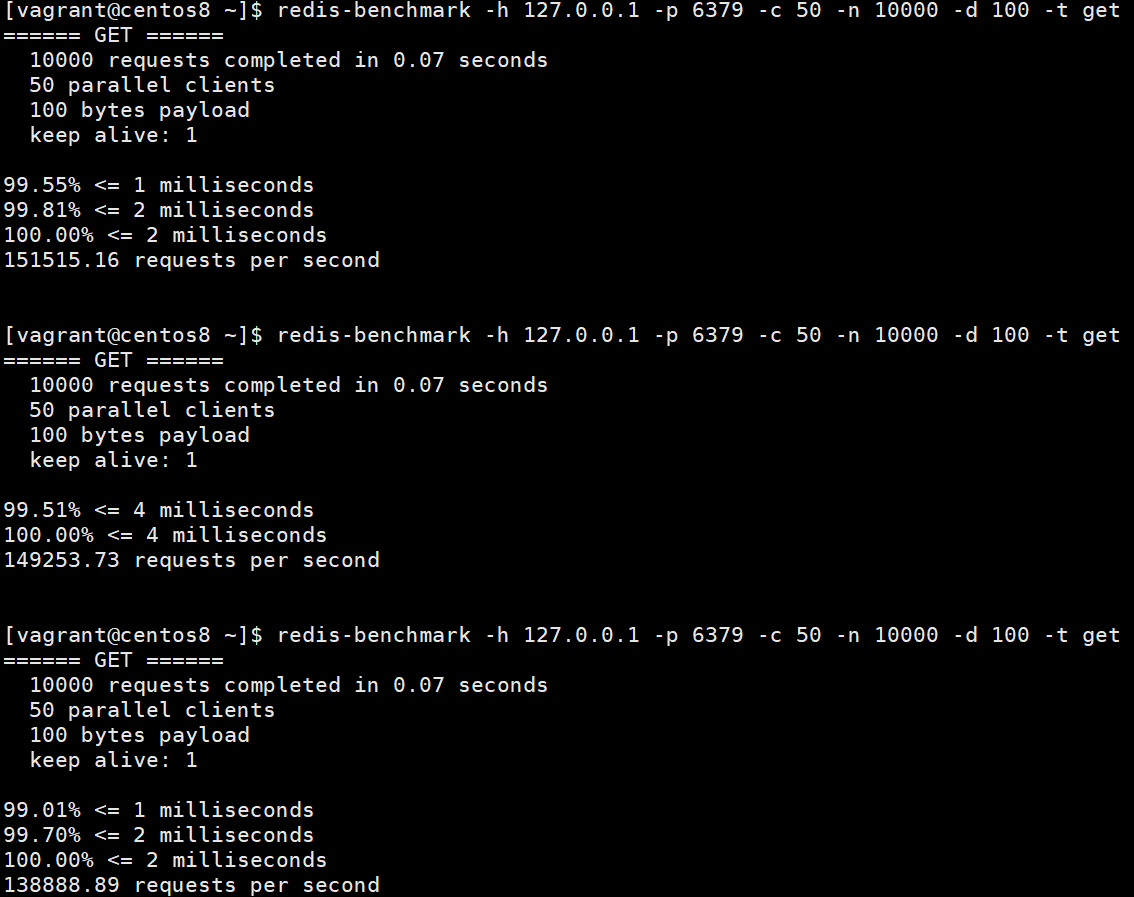 [vagrant@centos8 ~]$ redis-benchmark -h 127.0.0.1 -p 6379 -c 50 -n 10000 -d 100 -t get
====== GET ======
  10000 requests completed in 0.07 seconds
  50 parallel clients
  100 bytes payload
  keep alive: 1

99.55% <= 1 milliseconds
99.81% <= 2 milliseconds
100.00% <= 2 milliseconds
151515.16 requests per second

[vagrant@centos8 ~]$ redis-benchmark -h 127.0.0.1 -p 6379 -c 50 -n 10000 -d 100 -t get
====== GET ======
  10000 requests completed in 0.07 seconds
  50 parallel clients
  100 bytes payload
  keep alive: 1

99.51% <= 4 milliseconds
100.00% <= 4 milliseconds
149253.73 requests per second

[vagrant@centos8 ~]$ redis-benchmark -h 127.0.0.1 -p 6379 -c 50 -n 10000 -d 100 -t get
====== GET ======
  10000 requests completed in 0.07 seconds
  50 parallel clients
  100 bytes payload
  keep alive: 1

99.01% <= 1 milliseconds
99.70% <= 2 milliseconds
100.00% <= 2 milliseconds
138888.89 requests per second